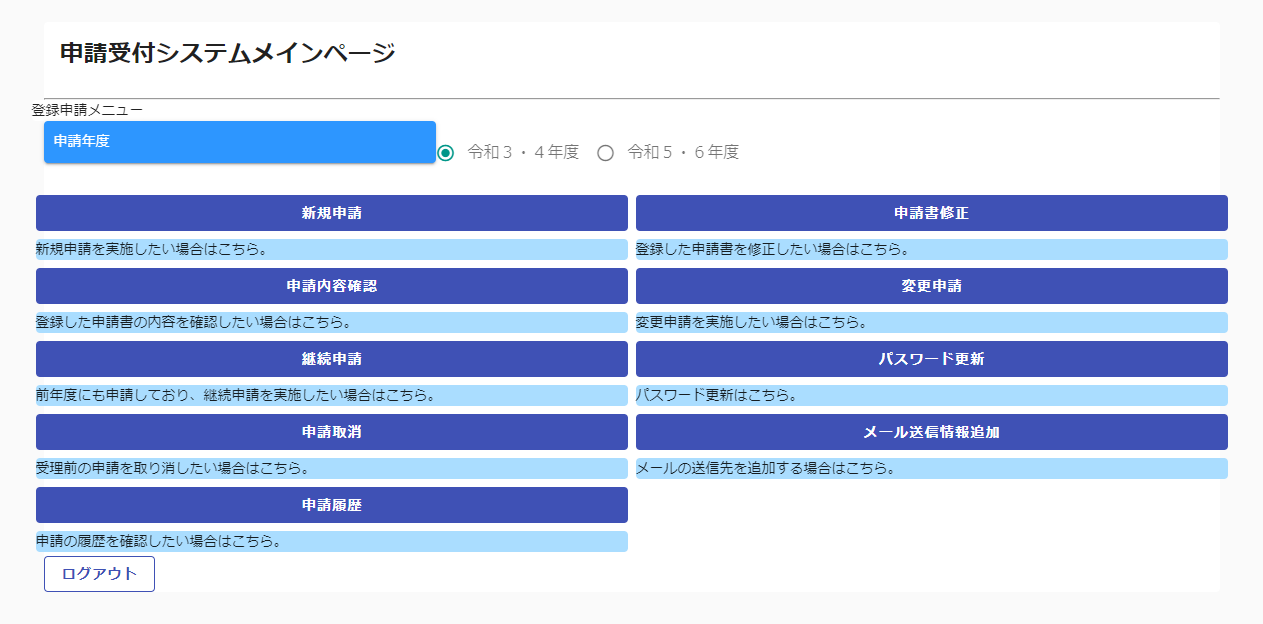 申請受付システムメインページ
登録申請メニュー
申請年度
令和３・４年度 令和５・６年度
新規申請 申請書修正
新規申請を実施したい場合はこちら。 登録した申請書を修正したい場合はこちら。
申請内容確認 変更申請
登録した申請書の内容を確認したい場合はこちら。 変更申請を実施したい場合はこちら。
継続申請 パスワード更新
前年度にも申請しており、継続申請を実施したい場合はこちら。 パスワード更新はこちら。
申請取消 メール送信情報追加
受理前の申請を取り消したい場合はこちら。 メールの送信先を追加する場合はこちら。
申請履歴
申請の履歴を確認したい場合はこちら。
ログアウト